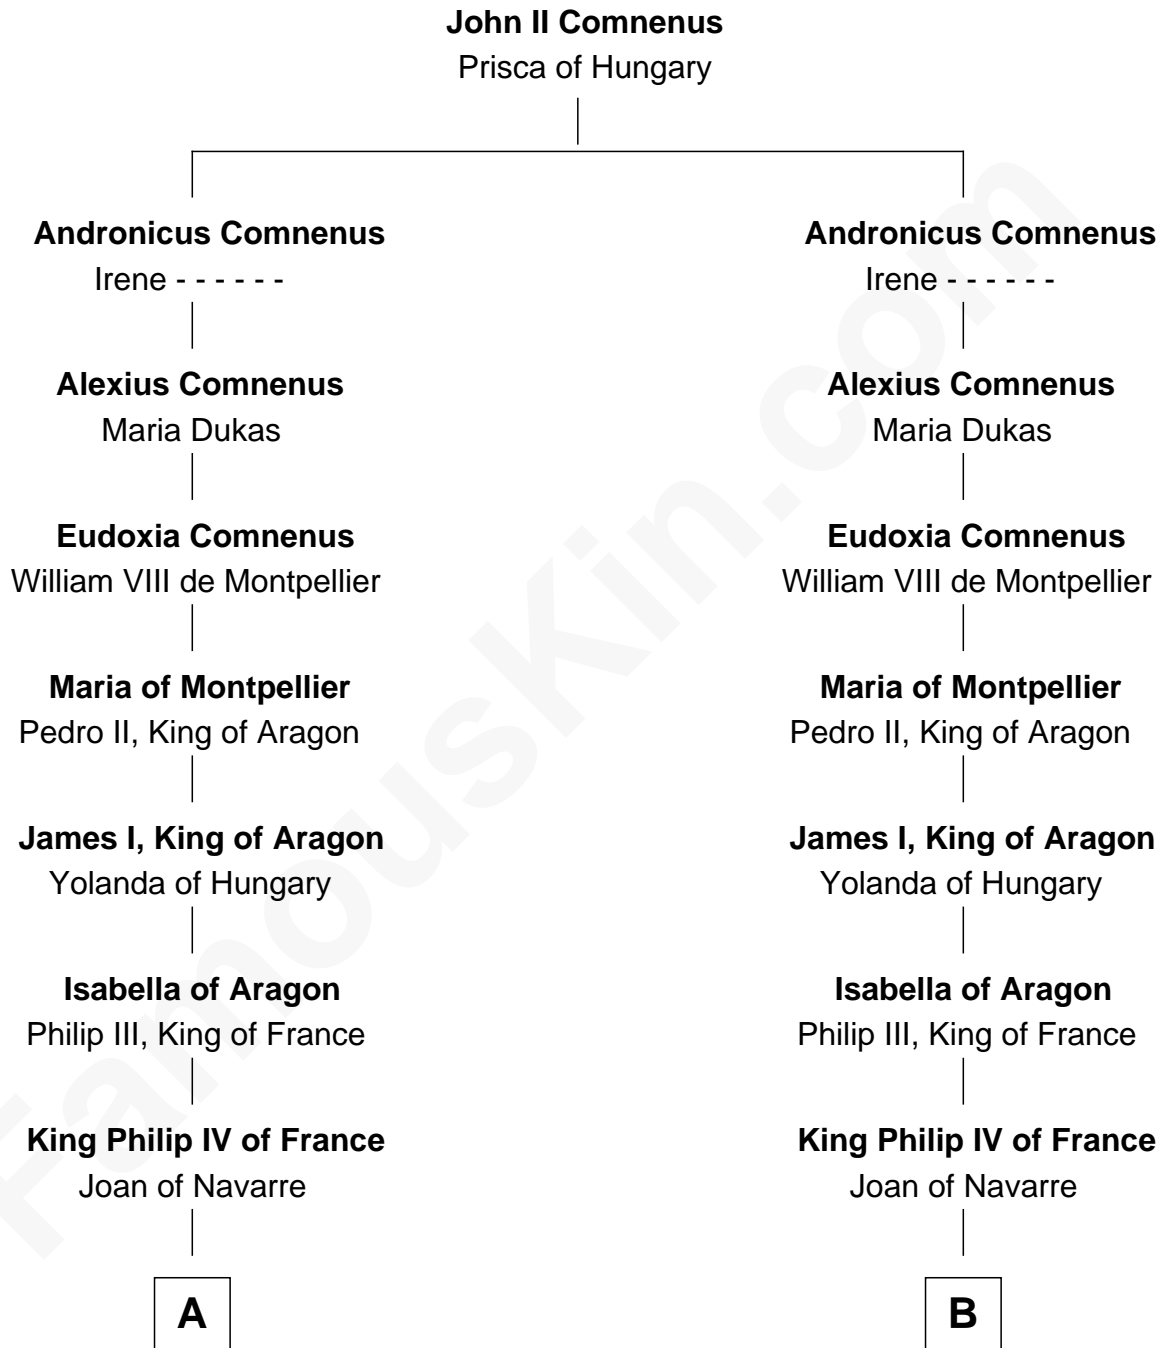 John II Comnenus
Prisca of Hungary
Andronicus Comnenus
Irene - - - - - -
Alexius Comnenus
Maria Dukas
Eudoxia Comnenus
William VIII de Montpellier
Maria of Montpellier
Pedro II, King of Aragon
James I, King of Aragon
Yolanda of Hungary
Isabella of Aragon
Philip III, King of France
King Philip IV of France
Joan of Navarre
A
Andronicus Comnenus
Irene - - - - - -
Alexius Comnenus
Maria Dukas
Eudoxia Comnenus
William VIII de Montpellier
Maria of Montpellier
Pedro II, King of Aragon
James I, King of Aragon
Yolanda of Hungary
Isabella of Aragon
Philip III, King of France
King Philip IV of France
Joan of Navarre
B
FamousKin.com